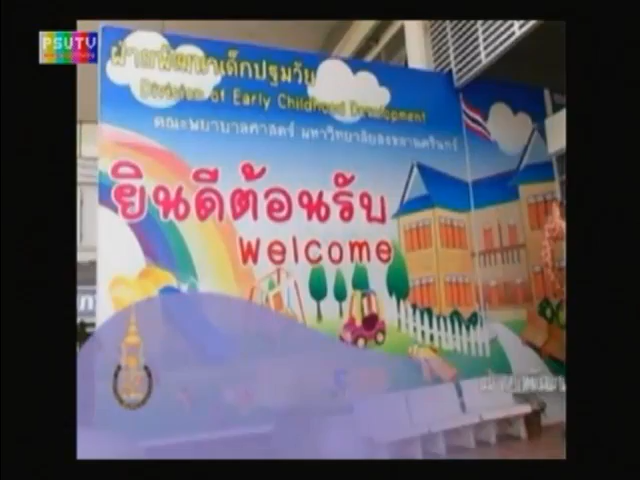 PSUTV
ฝ่ายพัฒนาเด็กปฐมวัย
Division of Early Childhood Development
คณะพยาบาลศาสตร์ มหาวิทยาลัยสงขลานครินทร์
ยินดีต้อนรับ
welcome